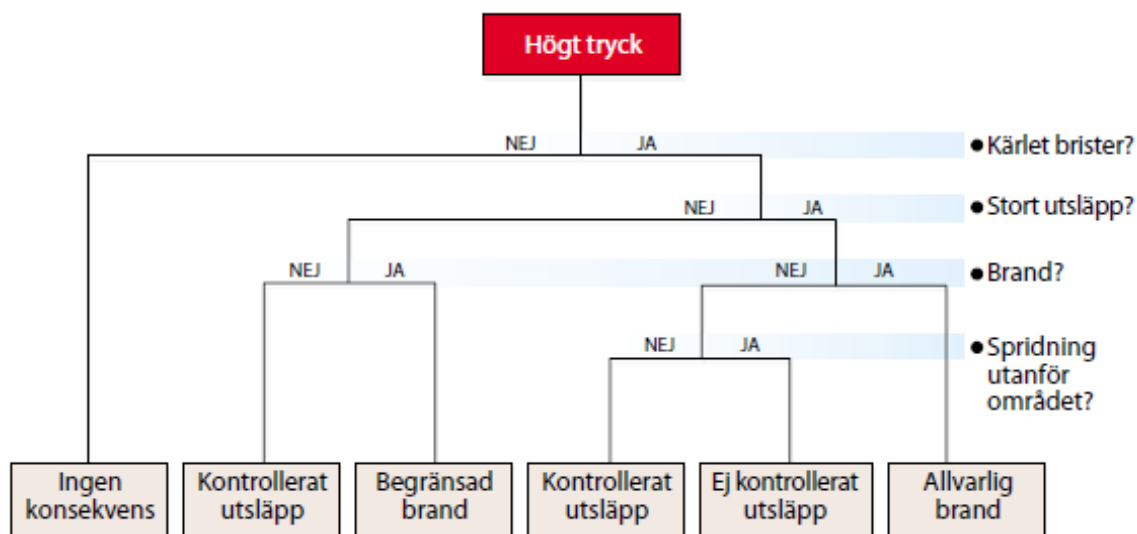 Högt tryck
NEJ JA
● Kärlet brister?
NEJ JA
● Stort utsläpp?
NEJ JA NEJ JA
● Brand?
NEJ JA
● Spridning
utanför
området?
Ingen
konsekvens
Kontrollerat
utsläpp
Begränsad
brand
Kontrollerat
utsläpp
Ej kontrollerat
utsläpp
Allvarlig
brand